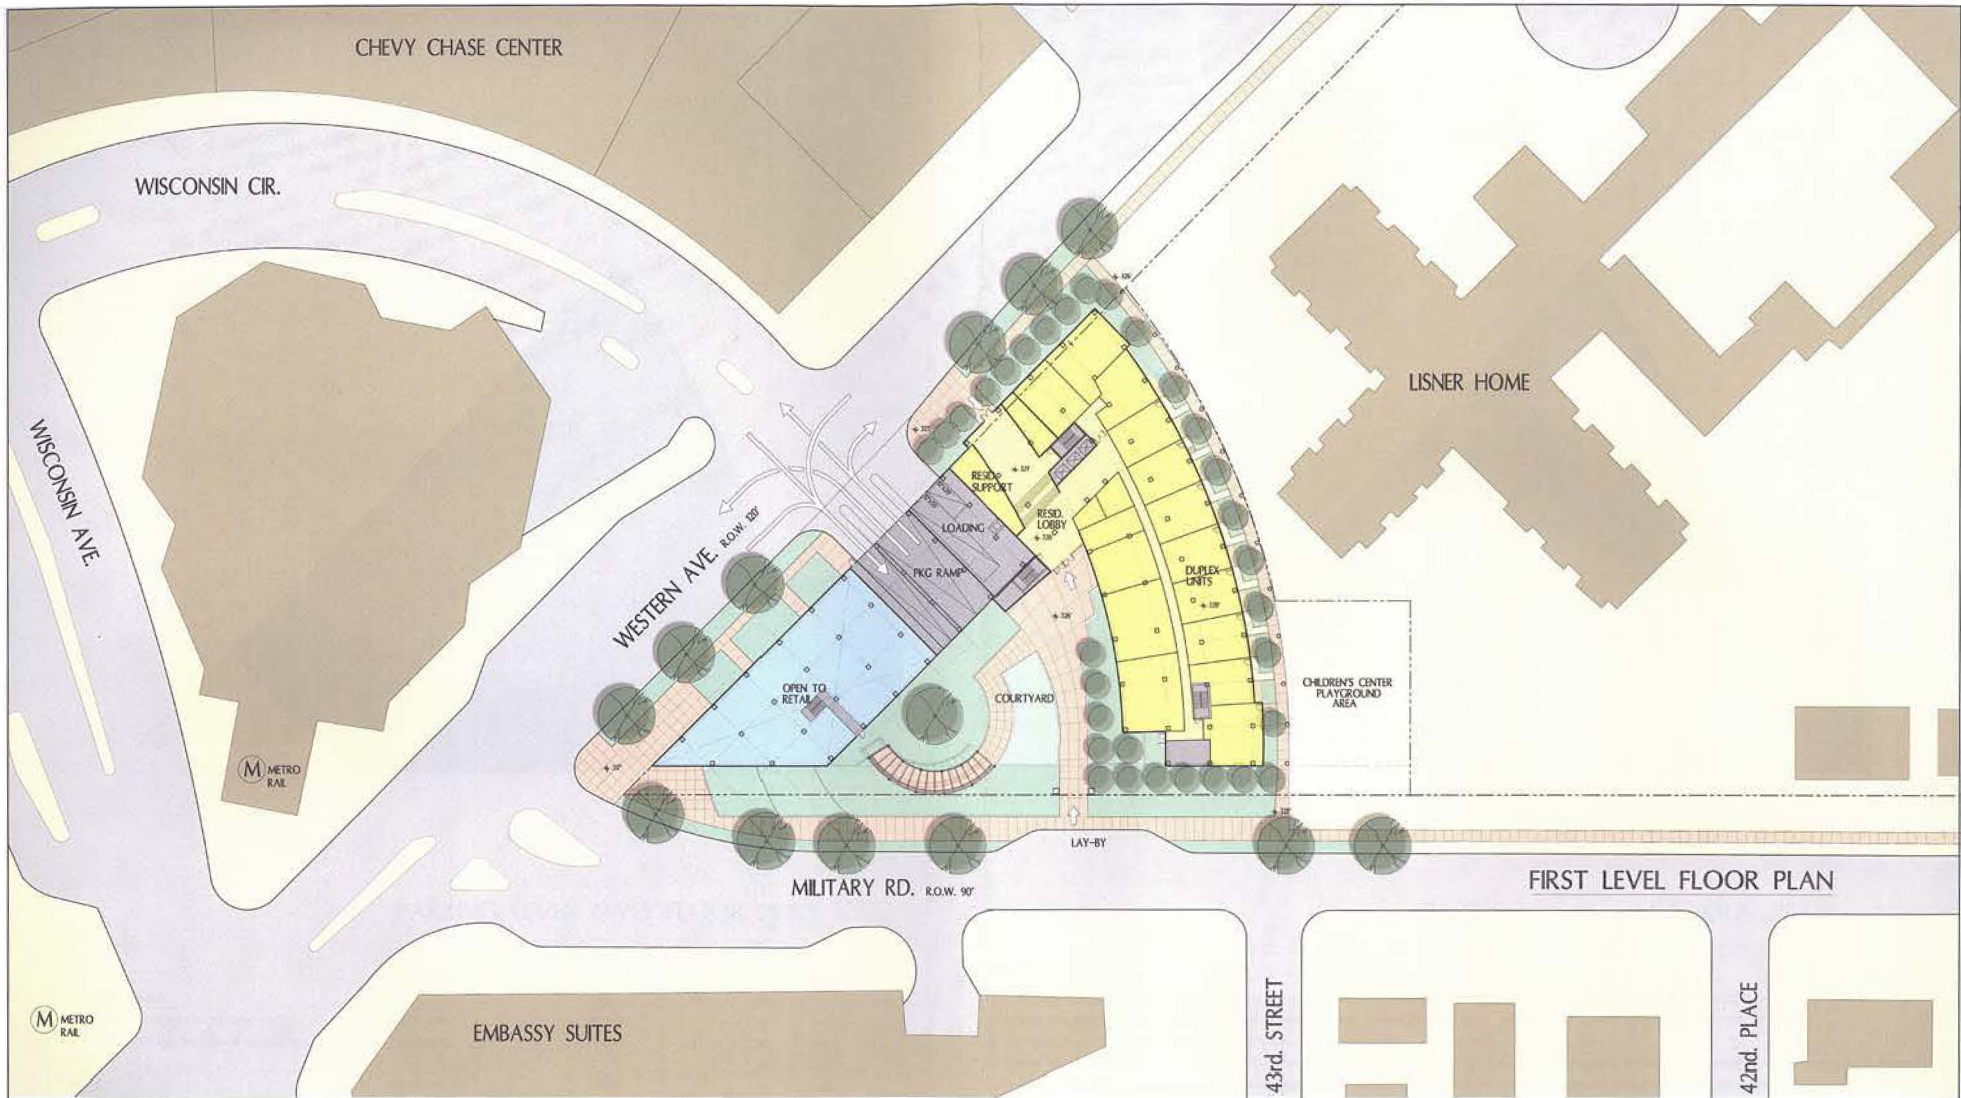 CHEVY CHASE CENTER
WISCONSIN CIR.
WISCONSIN AVE.
LISNER HOME
RESID.
SUPPORT
RESID.
LOBBY
LOADING
PKG RAMP
WESTERN AVE. R.O.W. 120'
DUPLEX
UNITS
328'
OPEN TO
RETAIL
COURTYARD
CHILDREN'S CENTER
PLAYGROUND
AREA
M METRO
RAIL
LAY-BY
MILITARY RD. R.O.W. 90'
FIRST LEVEL FLOOR PLAN
M METRO
RAIL
EMBASSY SUITES
43rd. STREET
42nd. PLACE